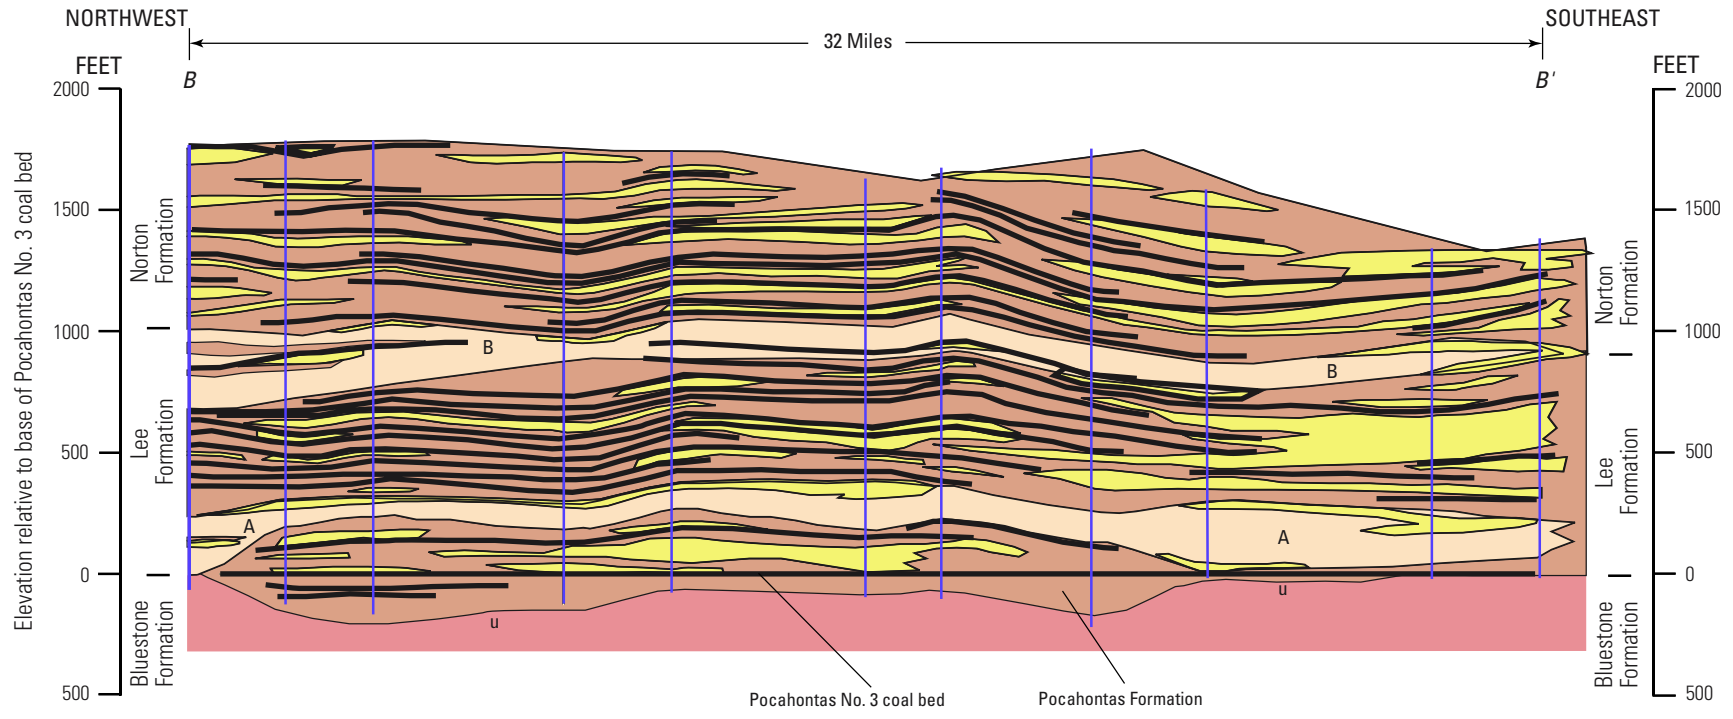 NORTHWEST
SOUTHEAST
32 Miles
FEET
FEET
B
B'
2000
2000
1500
1500
1000
1000
500
500
0
0
500
500
Elevation relative to base of Pocahontas No. 3 coal bed
Norton
Formation
Lee
Formation
Bluestone
Formation
Norton
Formation
Lee
Formation
Bluestone
Formation
B
B
A
A
u
u
Pocahontas No. 3 coal bed
Pocahontas Formation